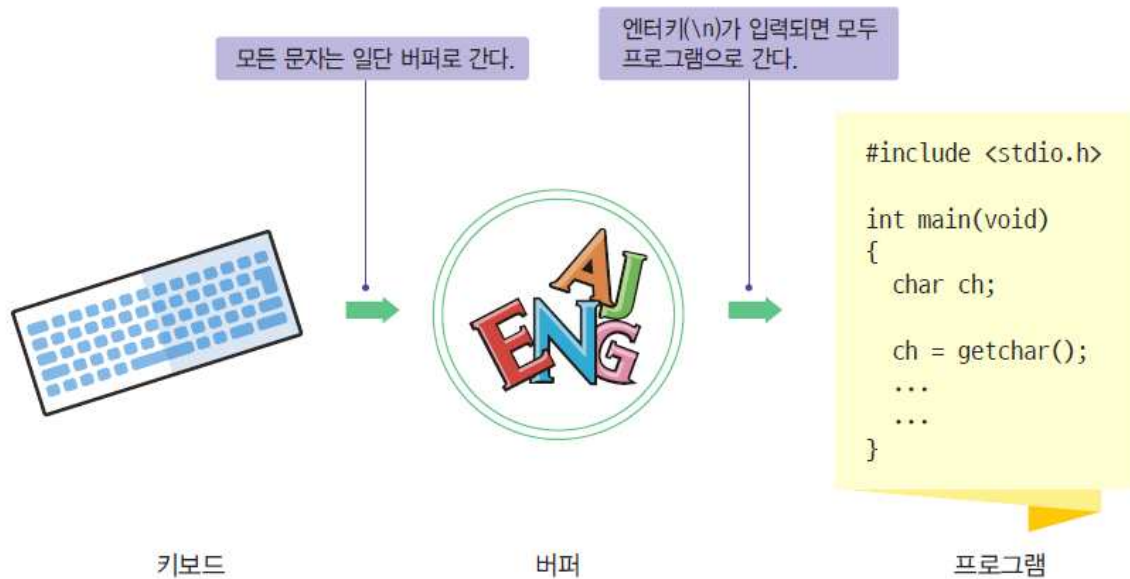 모든 문자는 일단 버퍼로 간다.
엔터키(\n)가 입력되면 모두
프로그램으로 간다.
#include <stdio.h>
int main(void)
{
char ch;
ch = getchar();
...
...
}
A J
E N G
키보드
버퍼
프로그램